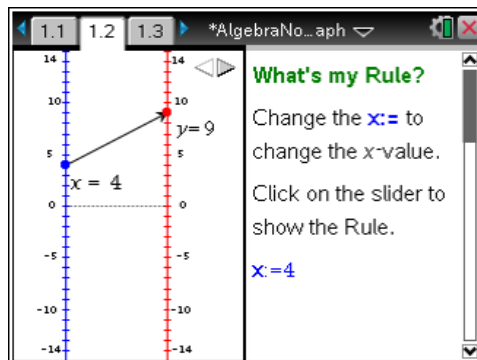 1.1 1.2 1.3 *AlgebraNo…aph
14 14
10 10
y=9
5 5
x = 4
0 0
-5 -5
-10 -10
-14 -14
What's my Rule?
Change the x:= to
change the x-value.
Click on the slider to
show the Rule.
x:=4